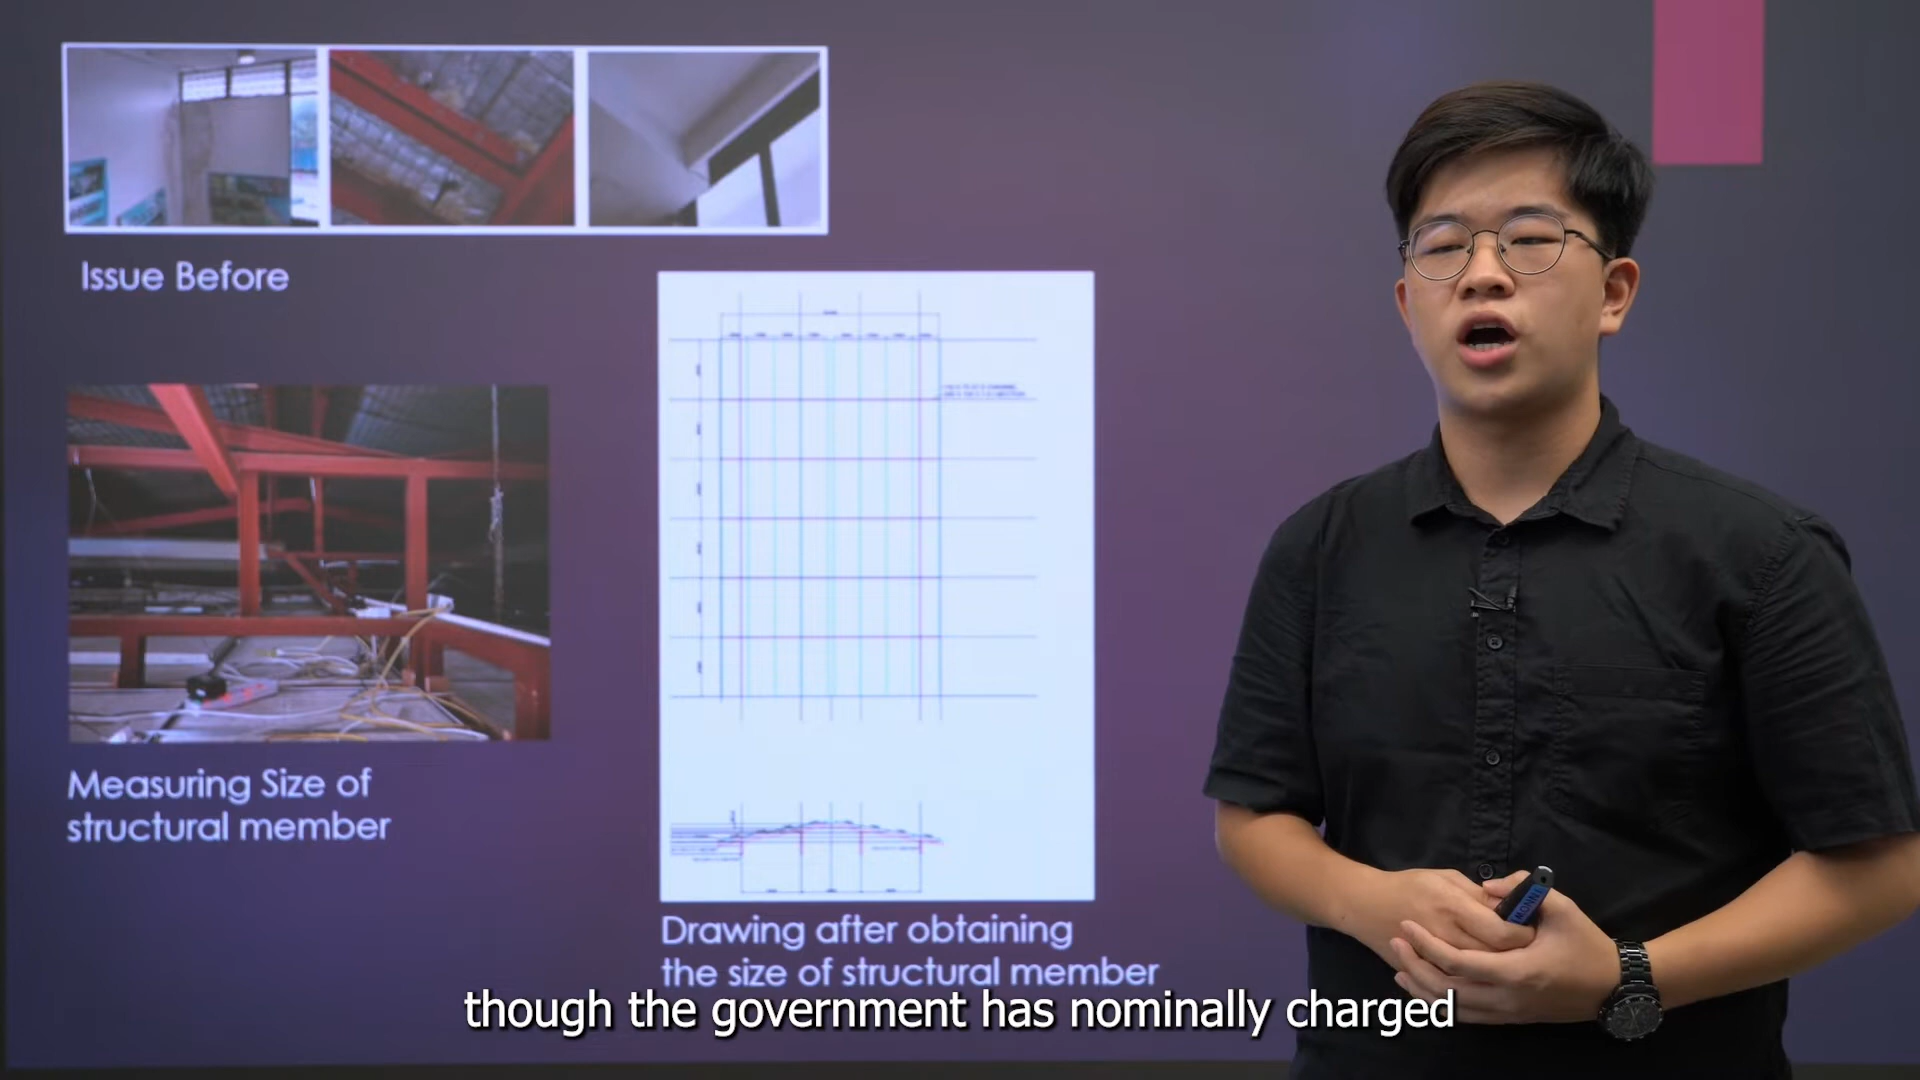 Issue Before
Measuring Size of
structural member
Drawing after obtaining
the size of structural member
though the government has nominally charged